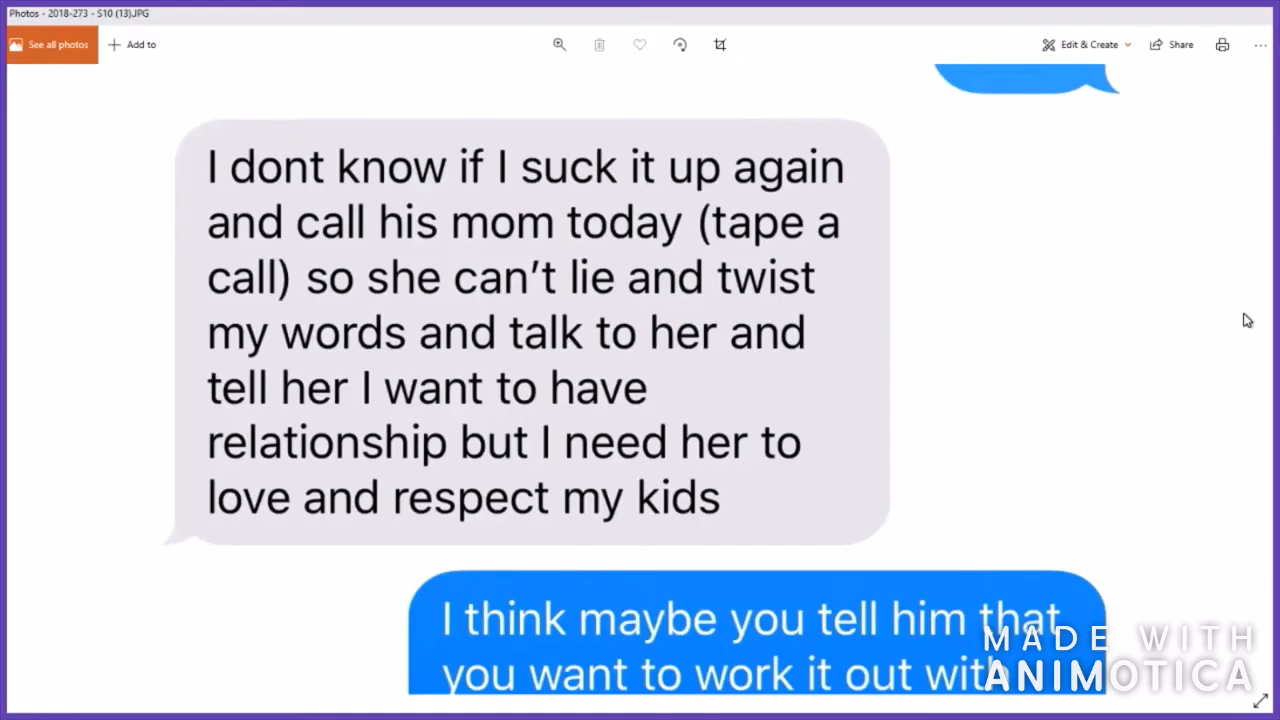 Photos - 2018-273 - S10 (13).JPG
See all photos
Add to
Edit & Create
Share
I dont know if I suck it up again
and call his mom today (tape a
call) so she can't lie and twist
my words and talk to her and
tell her I want to have
relationship but I need her to
love and respect my kids
I think maybe you tell him that
you want to work it out with
MADE WITH
ANIMOTICA